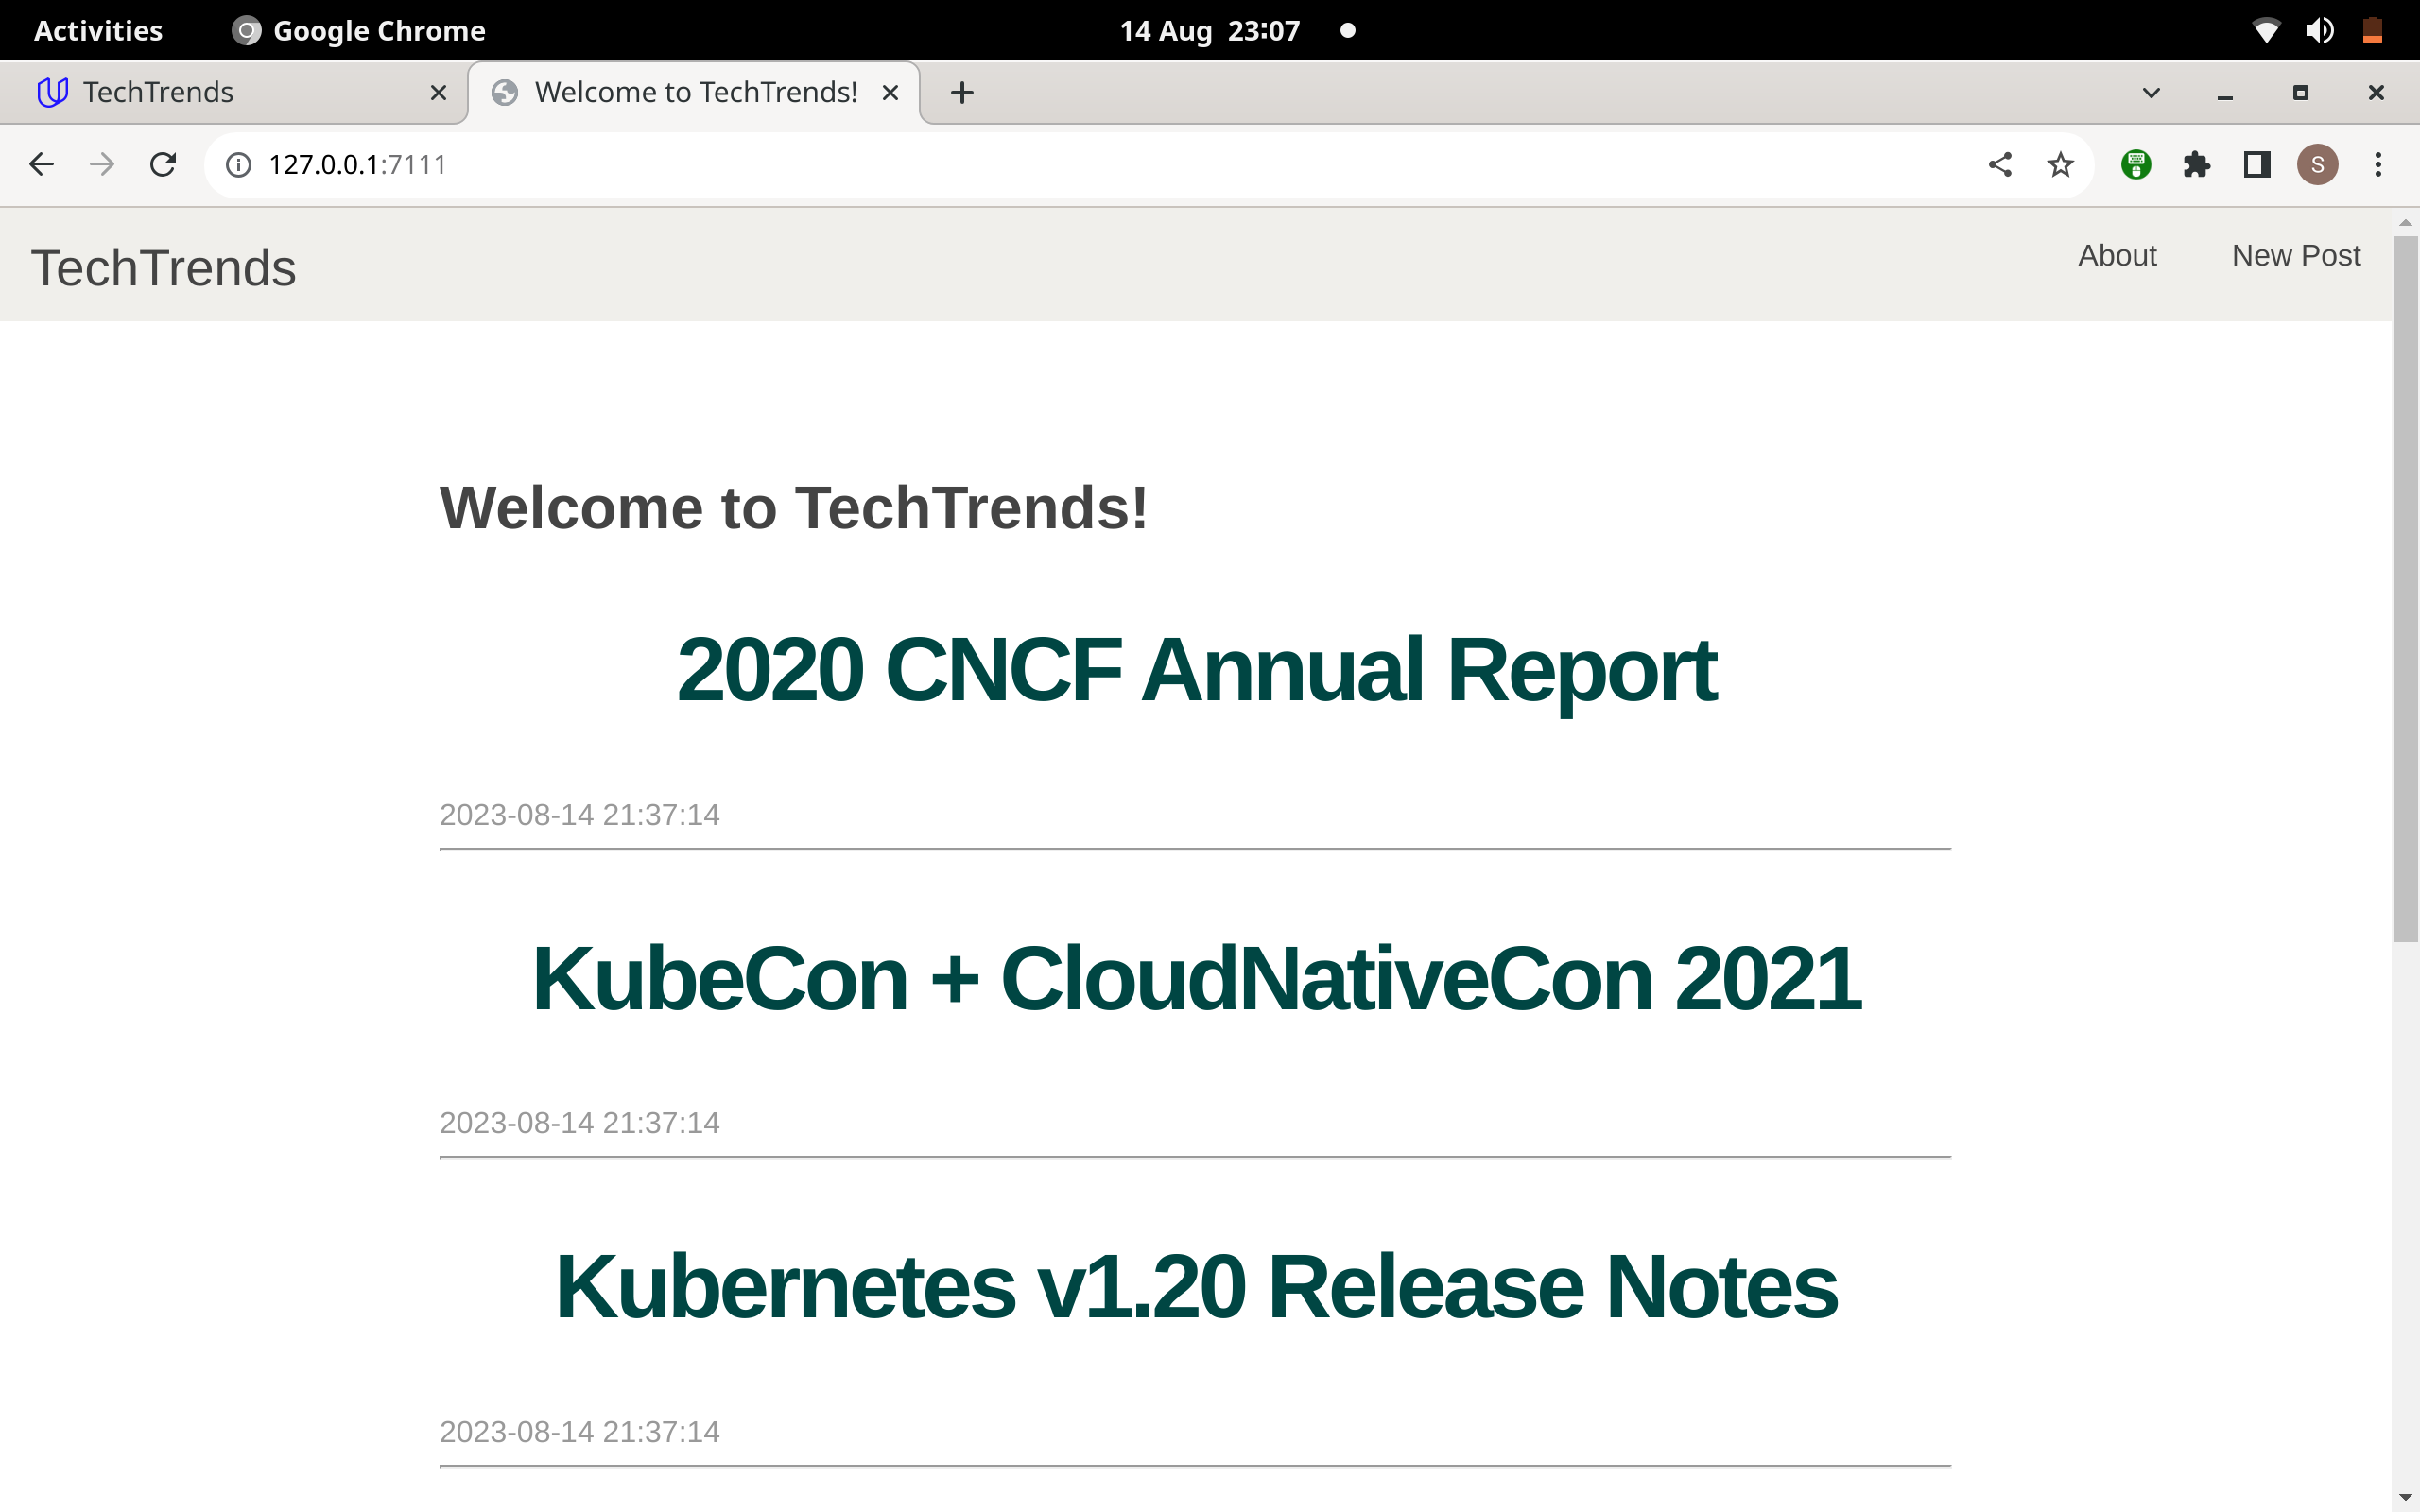 Activities Google Chrome 14 Aug 23:07
TechTrends Welcome to TechTrends!
127.0.0.1:7111 S
TechTrends About New Post
Welcome to TechTrends!
2020 CNCF Annual Report
2023-08-14 21:37:14
KubeCon + CloudNativeCon 2021
2023-08-14 21:37:14
Kubernetes v1.20 Release Notes
2023-08-14 21:37:14